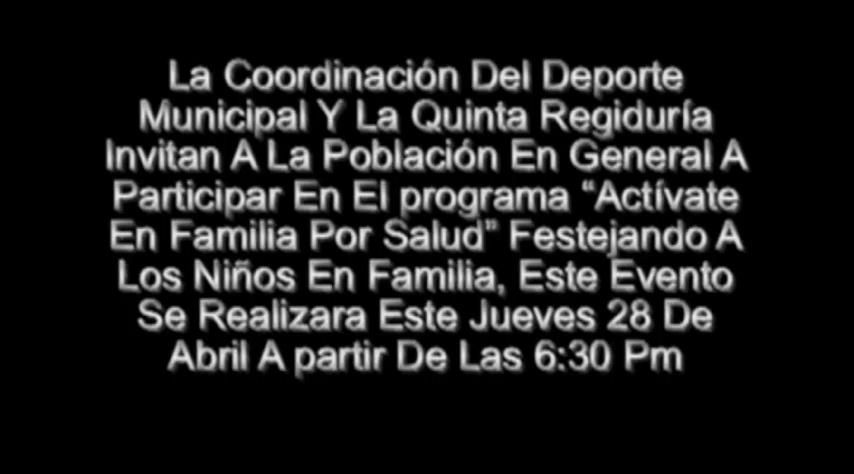 La Coordinación Del Deporte
Municipal Y La Quinta Regiduría
Invitan A La Población En General A
Participar En El programa “Actívate
En Familia Por Salud” Festejando A
Los Niños En Familia, Este Evento
Se Realizara Este Jueves 28 De
Abril A partir De Las 6:30 Pm